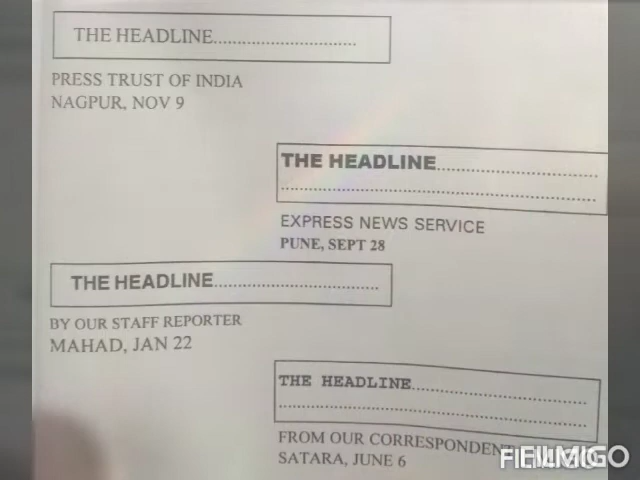 THE HEADLINE.......................................
PRESS TRUST OF INDIA
NAGPUR, NOV 9
THE HEADLINE.......................................
.......................................................................................
EXPRESS NEWS SERVICE
PUNE, SEPT 28
THE HEADLINE.......................................
BY OUR STAFF REPORTER
MAHAD, JAN 22
THE HEADLINE.......................................
.......................................................................................
FROM OUR CORRESPONDENT
SATARA, JUNE 6